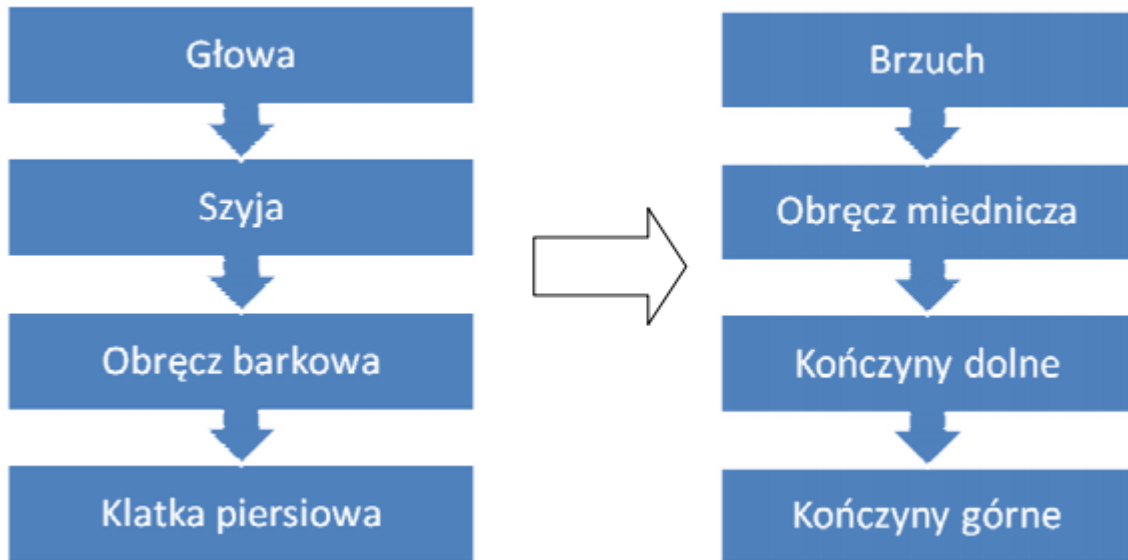 Głowa
Szyja
Obręcz barkowa
Klatka piersiowa
Brzuch
Obręcz miednicza
Kończyny dolne
Kończyny górne